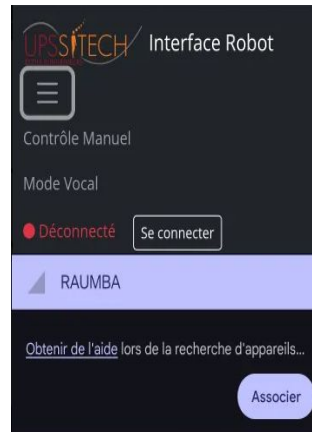 UPSSITECH Interface Robot
Contrôle Manuel
Mode Vocal
Déconnecté Se connecter
RAUMBA
Obtenir de l'aide lors de la recherche d'appareils...
Associer